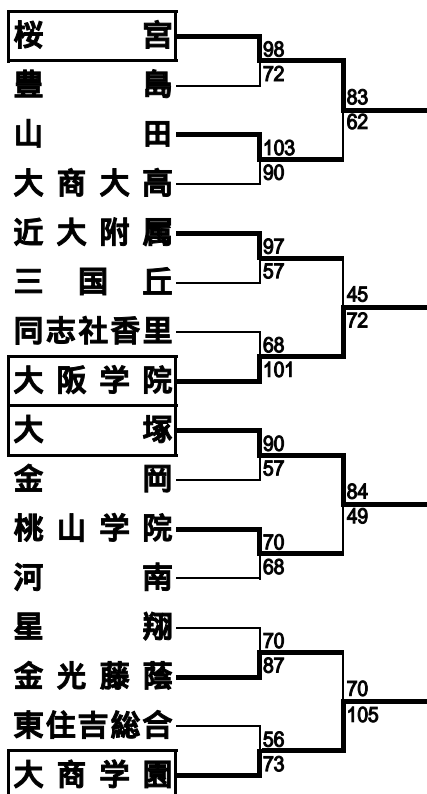 桜宮
98
72
豊島
83
62
山田
103
90
大商大高
近大附属
97
57
三国丘
45
72
同志社香里
68
101
大阪学院
大塚
90
57
金岡
84
49
桃山学院
70
68
河南
星翔
70
87
金光藤蔭
70
105
東住吉総合
56
73
大商学園